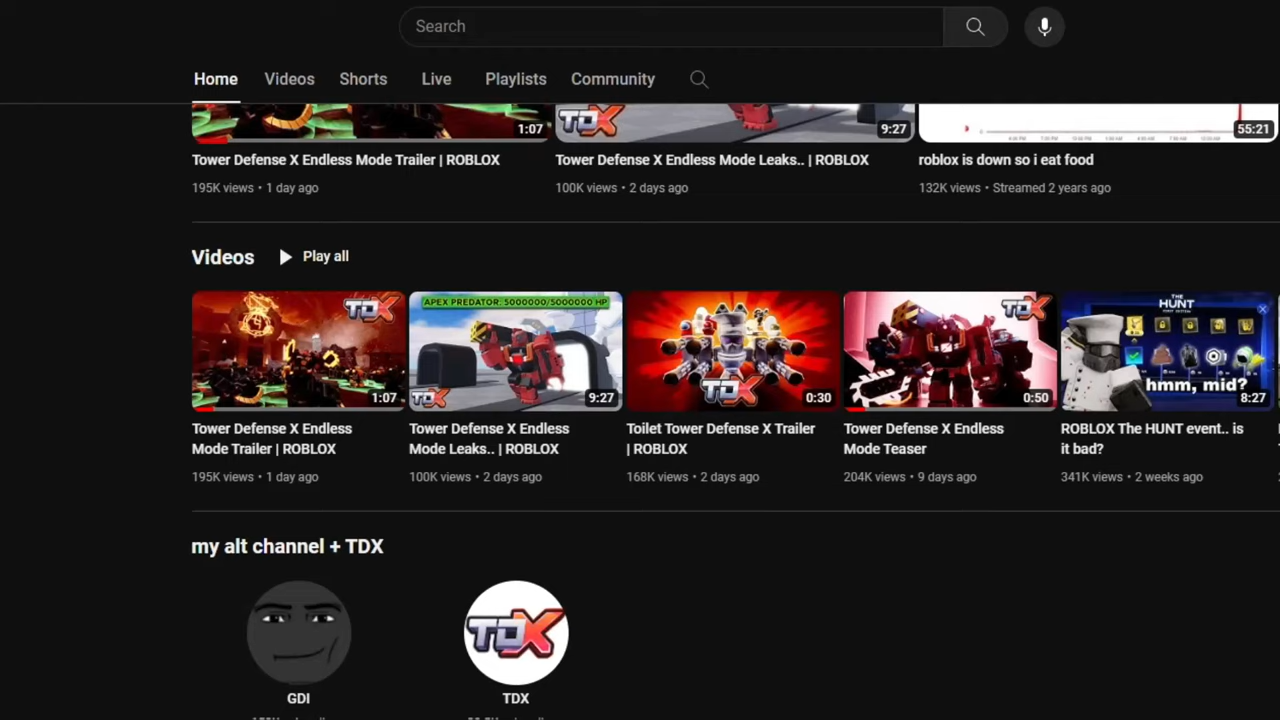 Search
Home Videos Shorts Live Playlists Community
TDX
1:07 9:27 55:21
Tower Defense X Endless Mode Trailer | ROBLOX Tower Defense X Endless Mode Leaks.. | ROBLOX roblox is down so i eat food
195K views • 1 day ago 100K views • 2 days ago 132K views • Streamed 2 years ago
Videos Play all
TDX APEX PREDATOR: 5000000/5000000 HP TDX THE
HUNT
hmm, mid?
TDX TDX
1:07 9:27 0:30 0:50 8:27
Tower Defense X Endless Tower Defense X Endless Toilet Tower Defense X Trailer Tower Defense X Endless ROBLOX The HUNT event.. is
Mode Trailer | ROBLOX Mode Leaks.. | ROBLOX | ROBLOX Mode Teaser it bad?
195K views • 1 day ago 100K views • 2 days ago 168K views • 2 days ago 204K views • 9 days ago 341K views • 2 weeks ago
my alt channel + TDX
TDX
GDI TDX